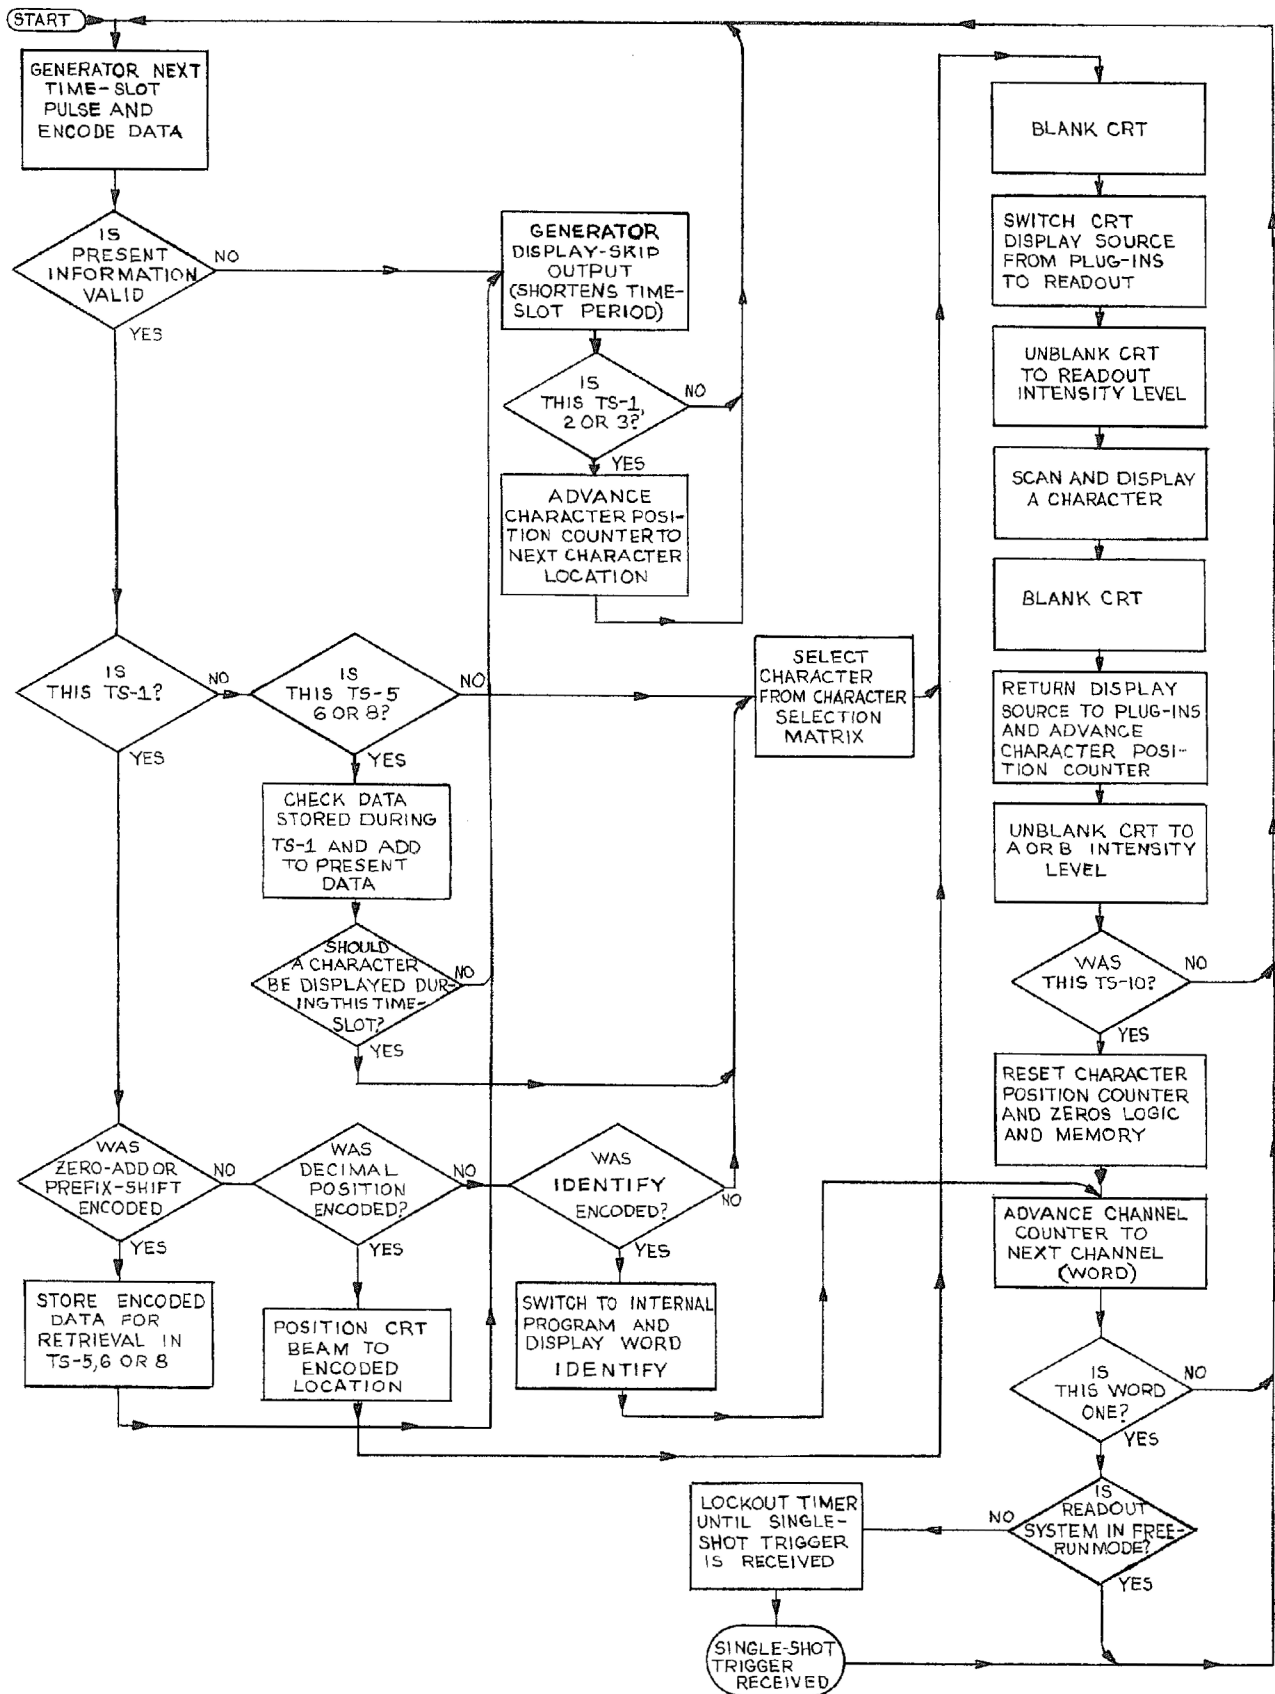 START
GENERATOR NEXT
TIME-SLOT
PULSE AND
ENCODE DATA
IS
PRESENT
INFORMATION
VALID
NO
YES
GENERATOR
DISPLAY-SKIP
OUTPUT
(SHORTENS TIME-
SLOT PERIOD)
IS
THIS TS-1,
2 OR 3?
NO
YES
ADVANCE
CHARACTER POSI-
TION COUNTER TO
NEXT CHARACTER
LOCATION
IS
THIS TS-1?
NO
YES
IS
THIS TS-5
6 OR 8?
NO
YES
CHECK DATA
STORED DURING
TS-1 AND ADD
TO PRESENT
DATA
SHOULD
A CHARACTER
BE DISPLAYED DUR-
ING THIS TIME-
SLOT?
NO
YES
SELECT
CHARACTER
FROM CHARACTER
SELECTION
MATRIX
WAS
ZERO-ADD OR
PREFIX-SHIFT
ENCODED
NO
YES
STORE ENCODED
DATA FOR
RETRIEVAL IN
TS-5,6 OR 8
WAS
DECIMAL
POSITION
ENCODED?
NO
YES
POSITION CRT
BEAM TO
ENCODED
LOCATION
WAS
IDENTIFY
ENCODED?
NO
YES
SWITCH TO INTERNAL
PROGRAM AND
DISPLAY WORD
IDENTIFY
BLANK CRT
SWITCH CRT
DISPLAY SOURCE
FROM PLUG-INS
TO READOUT
UNBLANK CRT
TO READOUT
INTENSITY LEVEL
SCAN AND DISPLAY
A CHARACTER
BLANK CRT
RETURN DISPLAY
SOURCE TO PLUG-INS
AND ADVANCE
CHARACTER POSI-
TION COUNTER
UNBLANK CRT TO
A OR B INTENSITY
LEVEL
WAS
THIS TS-10?
NO
YES
RESET CHARACTER
POSITION COUNTER
AND ZEROS LOGIC
AND MEMORY
ADVANCE CHANNEL
COUNTER TO
NEXT CHANNEL
(WORD)
IS
THIS WORD
ONE?
NO
YES
IS
READOUT
SYSTEM IN FREE-
RUN MODE?
NO
YES
LOCKOUT TIMER
UNTIL SINGLE-
SHOT TRIGGER
IS RECEIVED
SINGLE-SHOT
TRIGGER
RECEIVED